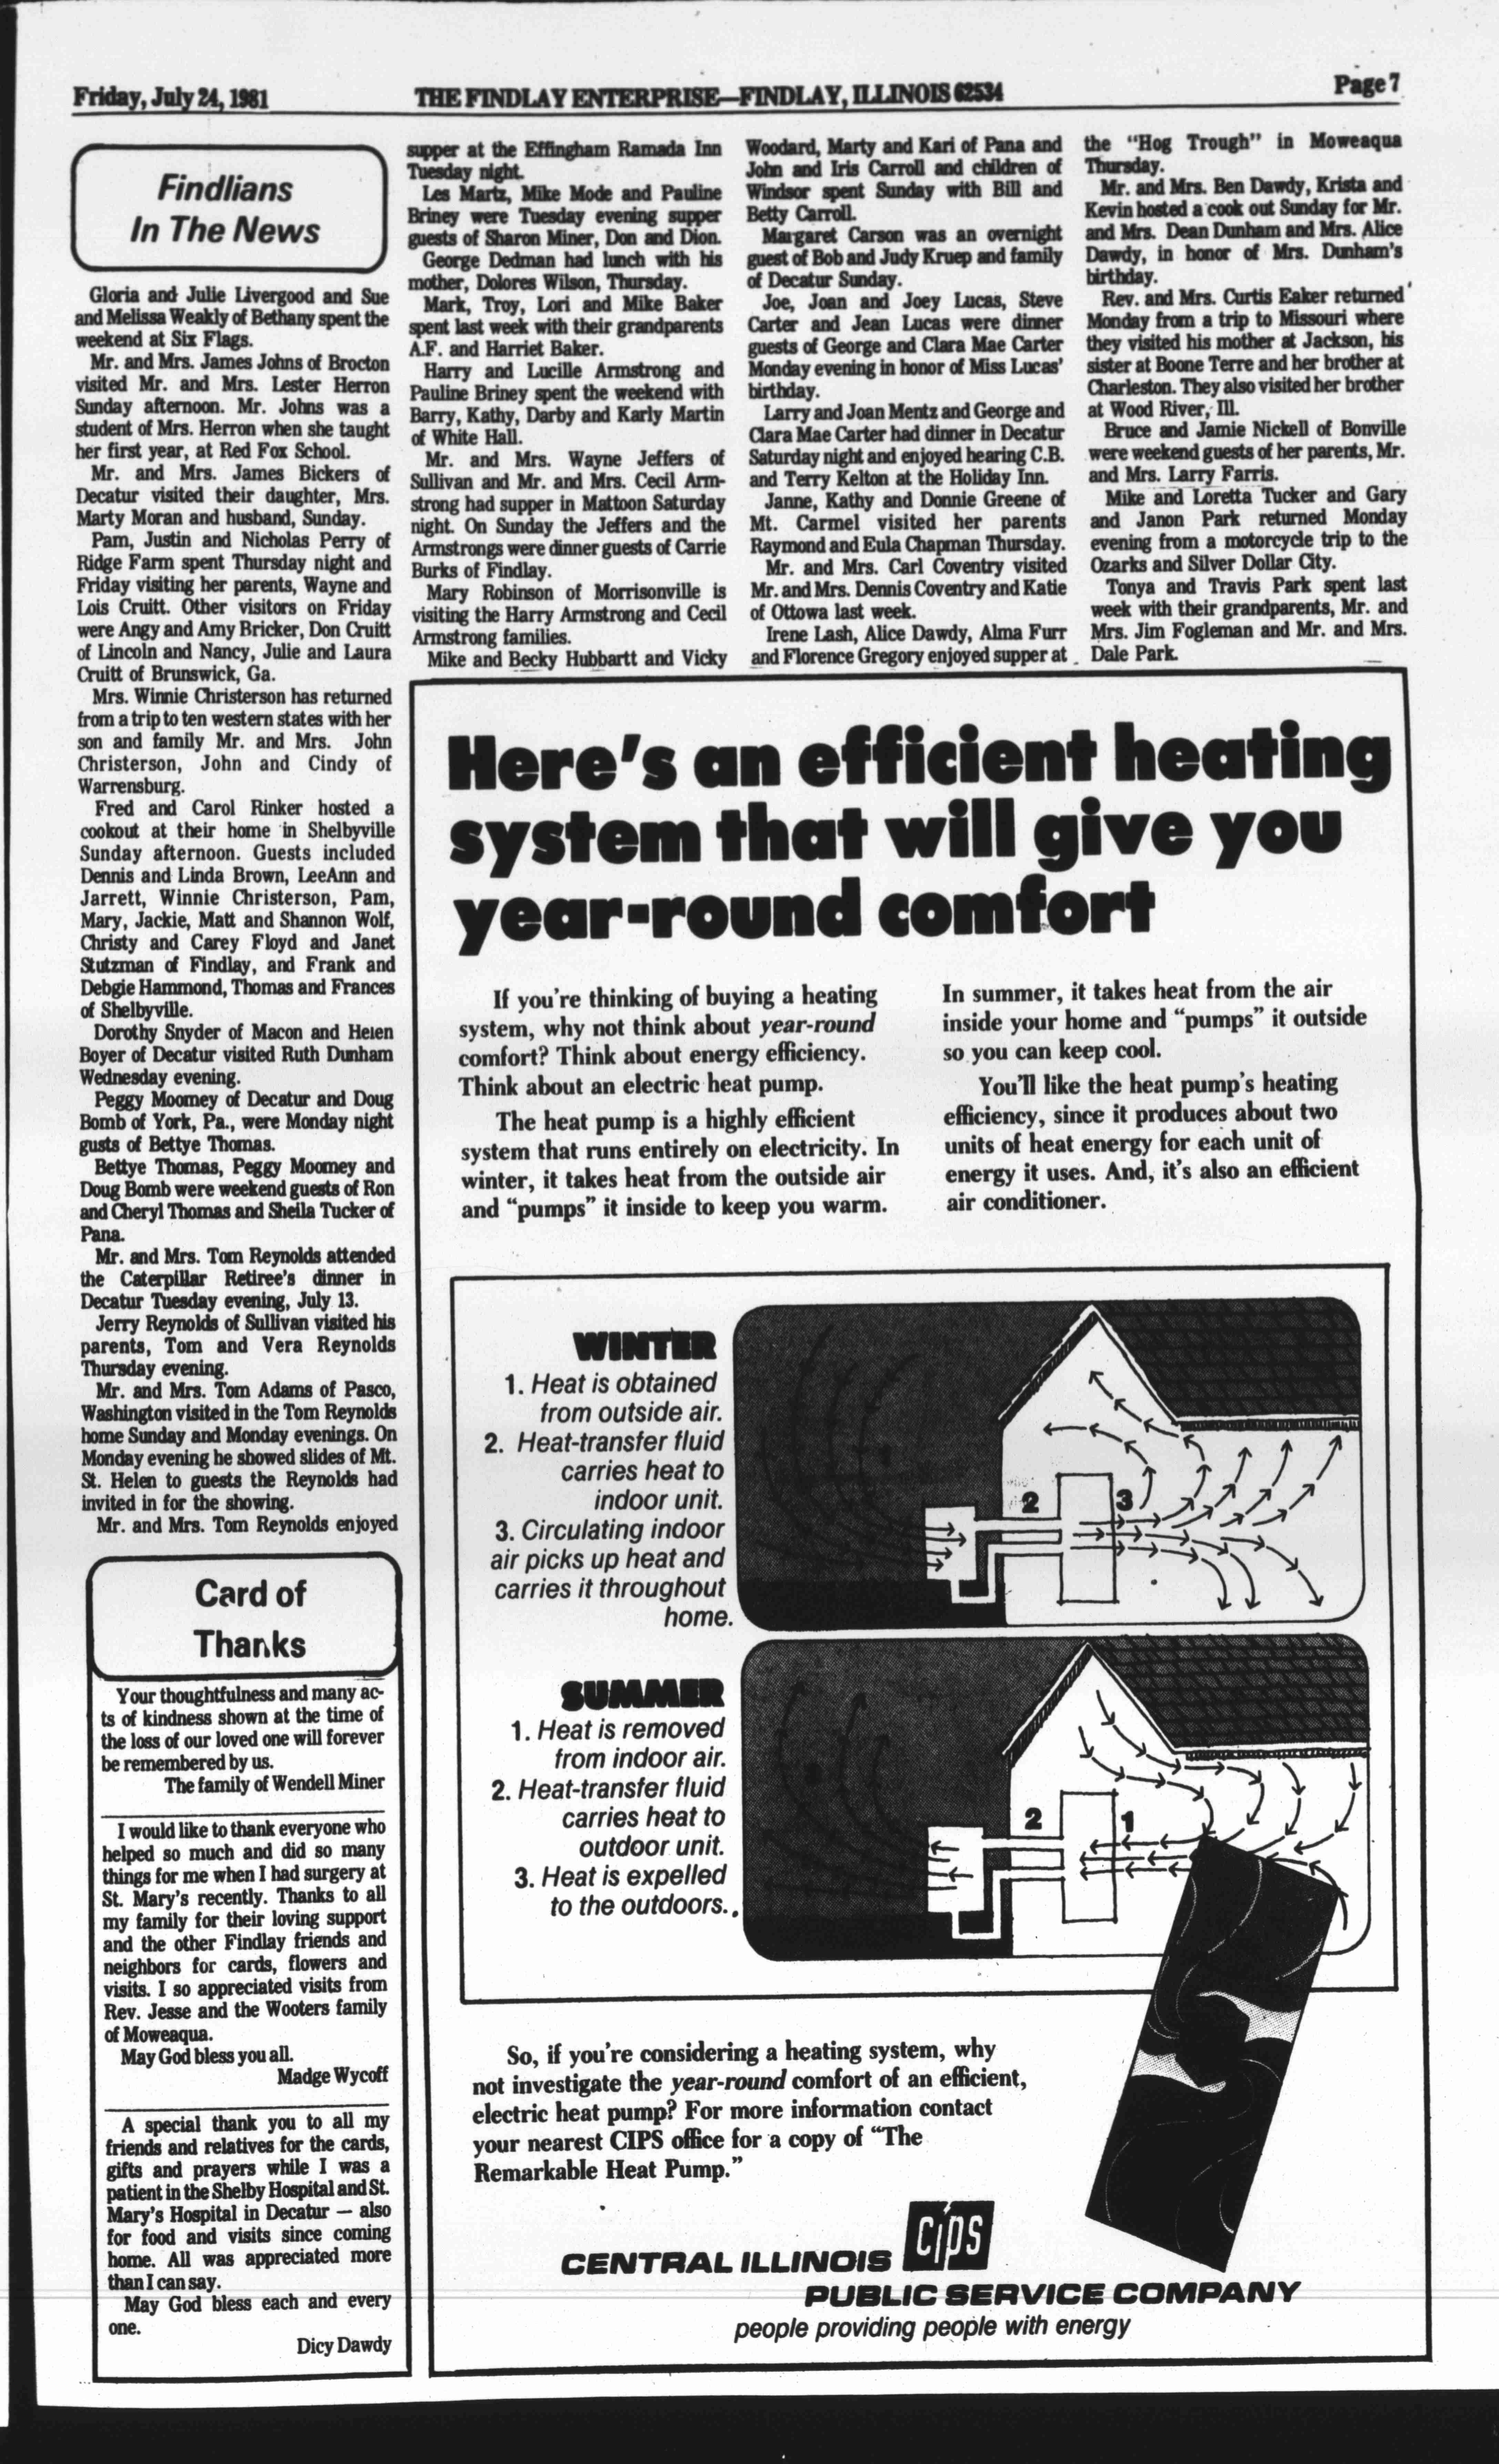 Friday, July 24, 1981
THE FINDLAY ENTERPRISE—FINDLAY, ILLINOIS 62534
Page 7
Findlians
In The News
Gloria and Julie Livergood and Sue
and Melissa Weakly of Bethany spent the
weekend at Six Flags.
Mr. and Mrs. James Johns of Brocton
visited Mr. and Mrs. Lester Herron
Sunday afternoon. Mr. Johns was a
student of Mrs. Herron when she taught
her first year, at Red Fox School.
Mr. and Mrs. James Bickers of
Decatur visited their daughter, Mrs.
Marty Moran and husband, Sunday.
Pam, Justin and Nicholas Perry of
Ridge Farm spent Thursday night and
Friday visiting her parents, Wayne and
Lois Cruitt. Other visitors on Friday
were Angy and Amy Bricker, Don Cruitt
of Lincoln and Nancy, Julie and Laura
Cruitt of Brunswick, Ga.
Mrs. Winnie Christerson has returned
from a trip to ten western states with her
son and family Mr. and Mrs. John
Christerson, John and Cindy of
Warrensburg.
Fred and Carol Rinker hosted a
cookout at their home in Shelbyville
Sunday afternoon. Guests included
Dennis and Linda Brown, LeeAnn and
Jarrett, Winnie Christerson, Pam,
Mary, Jackie, Matt and Shannon Wolf,
Christy and Carey Floyd and Janet
Stutzman of Findlay, and Frank and
Debgie Hammond, Thomas and Frances
of Shelbyville.
Dorothy Snyder of Macon and Helen
Boyer of Decatur visited Ruth Dunham
Wednesday evening.
Peggy Moomey of Decatur and Doug
Bomb of York, Pa., were Monday night
gusts of Bettye Thomas.
Bettye Thomas, Peggy Moomey and
Doug Bomb were weekend guests of Ron
and Cheryl Thomas and Sheila Tucker of
Pana.
Mr. and Mrs. Tom Reynolds attended
the Caterpillar Retiree's dinner in
Decatur Tuesday evening, July 13.
Jerry Reynolds of Sullivan visited his
parents, Tom and Vera Reynolds
Thursday evening.
Mr. and Mrs. Tom Adams of Pasco,
Washington visited in the Tom Reynolds
home Sunday and Monday evenings. On
Monday evening he showed slides of Mt.
St. Helen to guests the Reynolds had
invited in for the showing.
Mr. and Mrs. Tom Reynolds enjoyed
supper at the Effingham Ramada Inn
Tuesday night.
Les Martz, Mike Mode and Pauline
Briney were Tuesday evening supper
guests of Sharon Miner, Don and Dion.
George Dedman had lunch with his
mother, Dolores Wilson, Thursday.
Mark, Troy, Lori and Mike Baker
spent last week with their grandparents
A.F. and Harriet Baker.
Harry and Lucille Armstrong and
Pauline Briney spent the weekend with
Barry, Kathy, Darby and Karly Martin
of White Hall.
Mr. and Mrs. Wayne Jeffers of
Sullivan and Mr. and Mrs. Cecil Arm-
strong had supper in Mattoon Saturday
night. On Sunday the Jeffers and the
Armstrongs were dinner guests of Carrie
Burks of Findlay.
Mary Robinson of Morrisonville is
visiting the Harry Armstrong and Cecil
Armstrong families.
Mike and Becky Hubbartt and Vicky
Woodard, Marty and Kari of Pana and
John and Iris Carroll and children of
Windsor spent Sunday with Bill and
Betty Carroll.
Margaret Carson was an overnight
guest of Bob and Judy Kruep and family
of Decatur Sunday.
Joe, Joan and Joey Lucas, Steve
Carter and Jean Lucas were dinner
guests of George and Clara Mae Carter
Monday evening in honor of Miss Lucas'
birthday.
Larry and Joan Mentz and George and
Clara Mae Carter had dinner in Decatur
Saturday night and enjoyed hearing C.B.
and Terry Kelton at the Holiday Inn.
Janne, Kathy and Donnie Greene of
Mt. Carmel visited her parents
Raymond and Eula Chapman Thursday.
Mr. and Mrs. Carl Coventry visited
Mr. and Mrs. Dennis Coventry and Katie
of Ottowa last week.
Irene Lash, Alice Dawdy, Alma Furr
and Florence Gregory enjoyed supper at
the "Hog Trough" in Moweaqua
Thursday.
Mr. and Mrs. Ben Dawdy, Krista and
Kevin hosted a cook out Sunday for Mr.
and Mrs. Dean Dunham and Mrs. Alice
Dawdy, in honor of Mrs. Dunham's
birthday.
Rev. and Mrs. Curtis Eaker returned
Monday from a trip to Missouri where
they visited his mother at Jackson, his
sister at Boone Terre and her brother at
Charleston. They also visited her brother
at Wood River, Ill.
Bruce and Jamie Nickell of Bonville
were weekend guests of her parents, Mr.
and Mrs. Larry Farris.
Mike and Loretta Tucker and Gary
and Janon Park returned Monday
evening from a motorcycle trip to the
Ozarks and Silver Dollar City.
Tonya and Travis Park spent last
week with their grandparents, Mr. and
Mrs. Jim Fogleman and Mr. and Mrs.
Dale Park.
Card of
Thanks
Your thoughtfulness and many ac-
ts of kindness shown at the time of
the loss of our loved one will forever
be remembered by us.
The family of Wendell Miner
I would like to thank everyone who
helped so much and did so many
things for me when I had surgery at
St. Mary's recently. Thanks to all
my family for their loving support
and the other Findlay friends and
neighbors for cards, flowers and
visits. I so appreciated visits from
Rev. Jesse and the Wooters family
of Moweaqua.
May God bless you all.
Madge Wycoff
A special thank you to all my
friends and relatives for the cards,
gifts and prayers while I was a
patient in the Shelby Hospital and St.
Mary's Hospital in Decatur — also
for food and visits since coming
home. All was appreciated more
than I can say.
May God bless each and every
one.
Dicy Dawdy
Here's an efficient heating
system that will give you
year-round comfort
If you're thinking of buying a heating
system, why not think about year-round
comfort? Think about energy efficiency.
Think about an electric heat pump.
The heat pump is a highly efficient
system that runs entirely on electricity. In
winter, it takes heat from the outside air
and "pumps" it inside to keep you warm.
In summer, it takes heat from the air
inside your home and "pumps" it outside
so you can keep cool.
You'll like the heat pump's heating
efficiency, since it produces about two
units of heat energy for each unit of
energy it uses. And, it's also an efficient
air conditioner.
WINTER
1. Heat is obtained
from outside air.
2. Heat-transfer fluid
carries heat to
indoor unit.
3. Circulating indoor
air picks up heat and
carries it throughout
home.
2 3
SUMMER
1. Heat is removed
from indoor air.
2. Heat-transfer fluid
carries heat to
outdoor unit.
3. Heat is expelled
to the outdoors.
2 1
So, if you're considering a heating system, why
not investigate the year-round comfort of an efficient,
electric heat pump? For more information contact
your nearest CIPS office for a copy of "The
Remarkable Heat Pump."
CIPS
CENTRAL ILLINOIS
PUBLIC SERVICE COMPANY
people providing people with energy